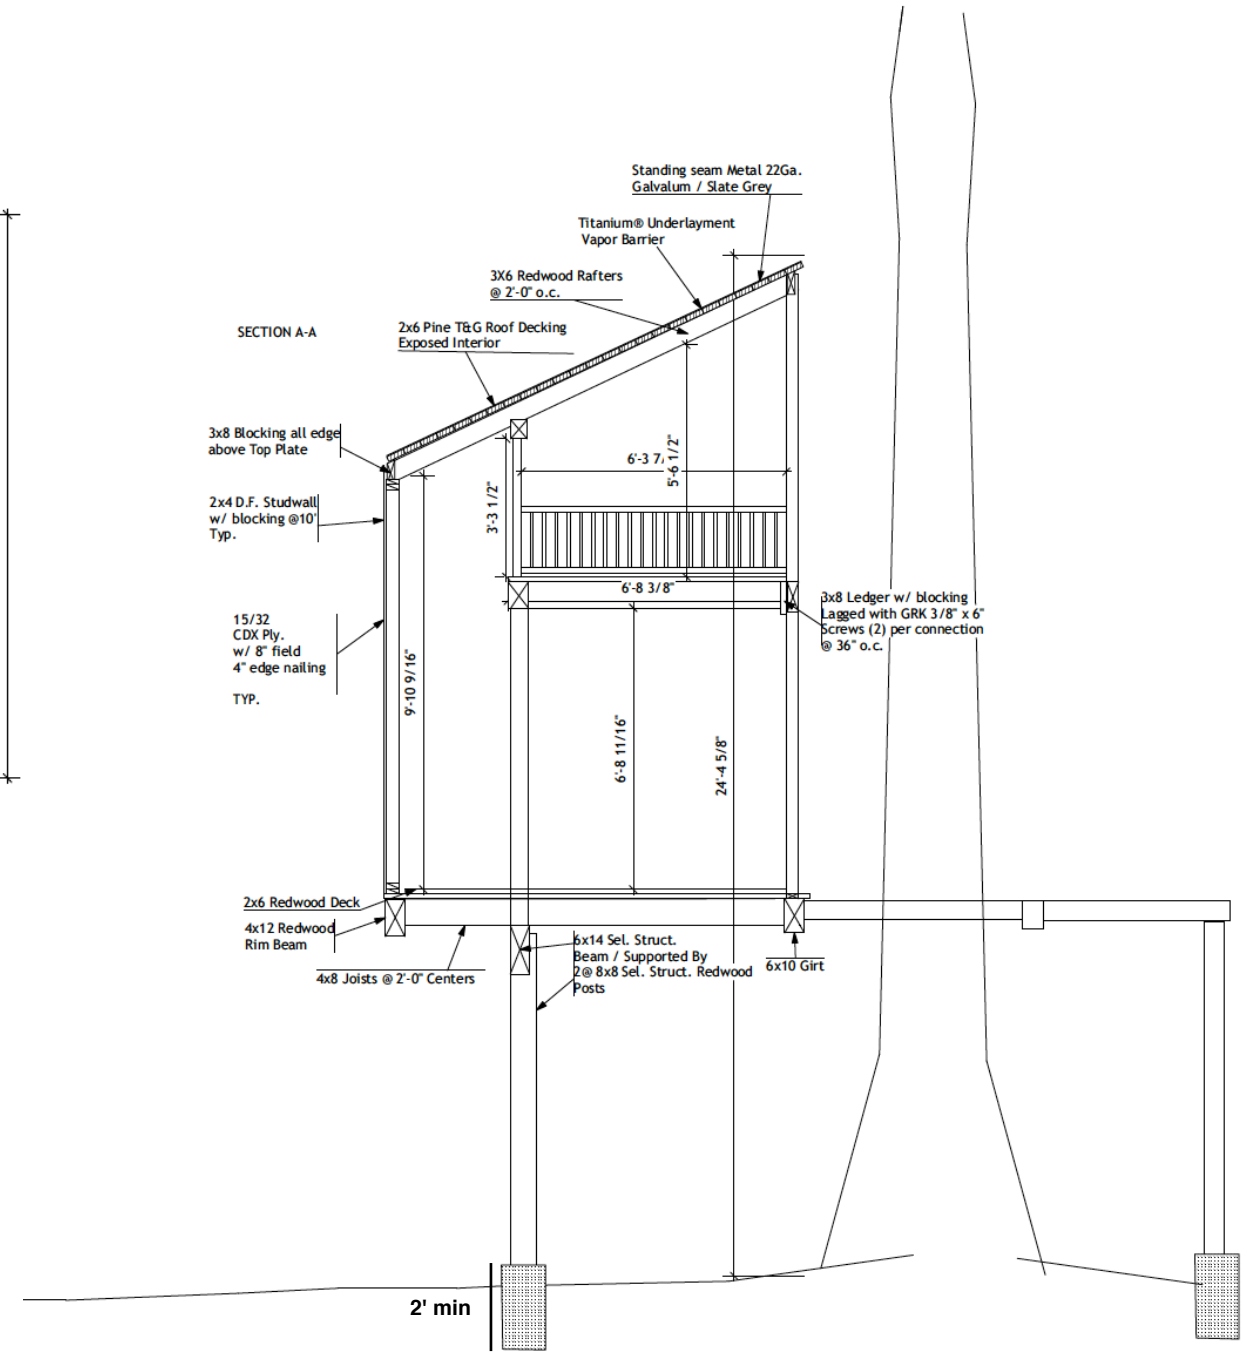 Standing seam Metal 22Ga.
Galvalum / Slate Grey
Titanium® Underlayment
Vapor Barrier
3X6 Redwood Rafters
@ 2'-0" o.c.
SECTION A-A
2x6 Pine T&G Roof Decking
Exposed Interior
3x8 Blocking all edge
above Top Plate
2x4 D.F. Studwall
w/ blocking @10'
Typ.
6'-3 7/
5'-6 1/2"
3'-3 1/2"
6'-8 3/8"
3x8 Ledger w/ blocking
Lagged with GRK 3/8" x 6"
Screws (2) per connection
@ 36" o.c.
15/32
CDX Ply.
w/ 8" field
4" edge nailing
TYP.
9'-10 9/16"
6'-8 11/16"
24'-4 5/8"
2x6 Redwood Deck
4x12 Redwood
Rim Beam
4x8 Joists @ 2'-0" Centers
6x14 Sel. Struct.
Beam / Supported By
2@ 8x8 Sel. Struct. Redwood
Posts
6x10 Girt
2' min